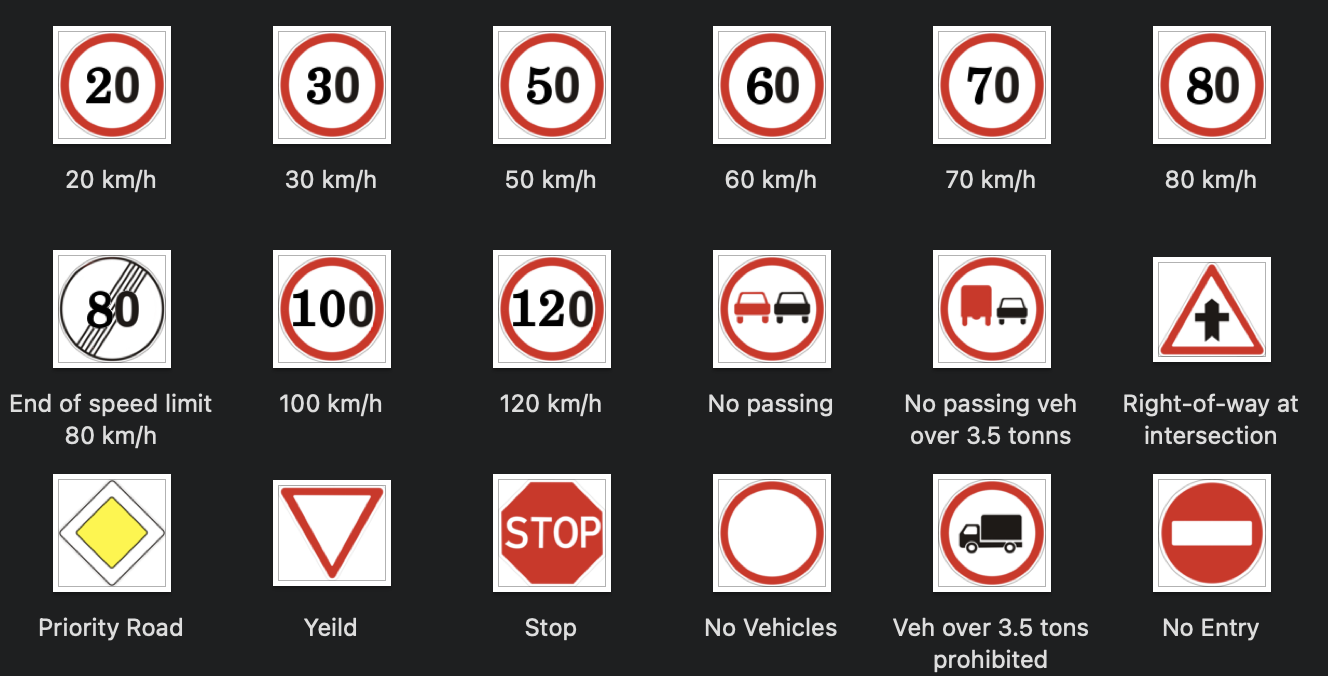 20 30 50 60 70 80
20 km/h 30 km/h 50 km/h 60 km/h 70 km/h 80 km/h
80 100 120
End of speed limit 100 km/h 120 km/h No passing No passing veh Right-of-way at
80 km/h over 3.5 tonns intersection
STOP
Priority Road Yeild Stop No Vehicles Veh over 3.5 tons No Entry
prohibited